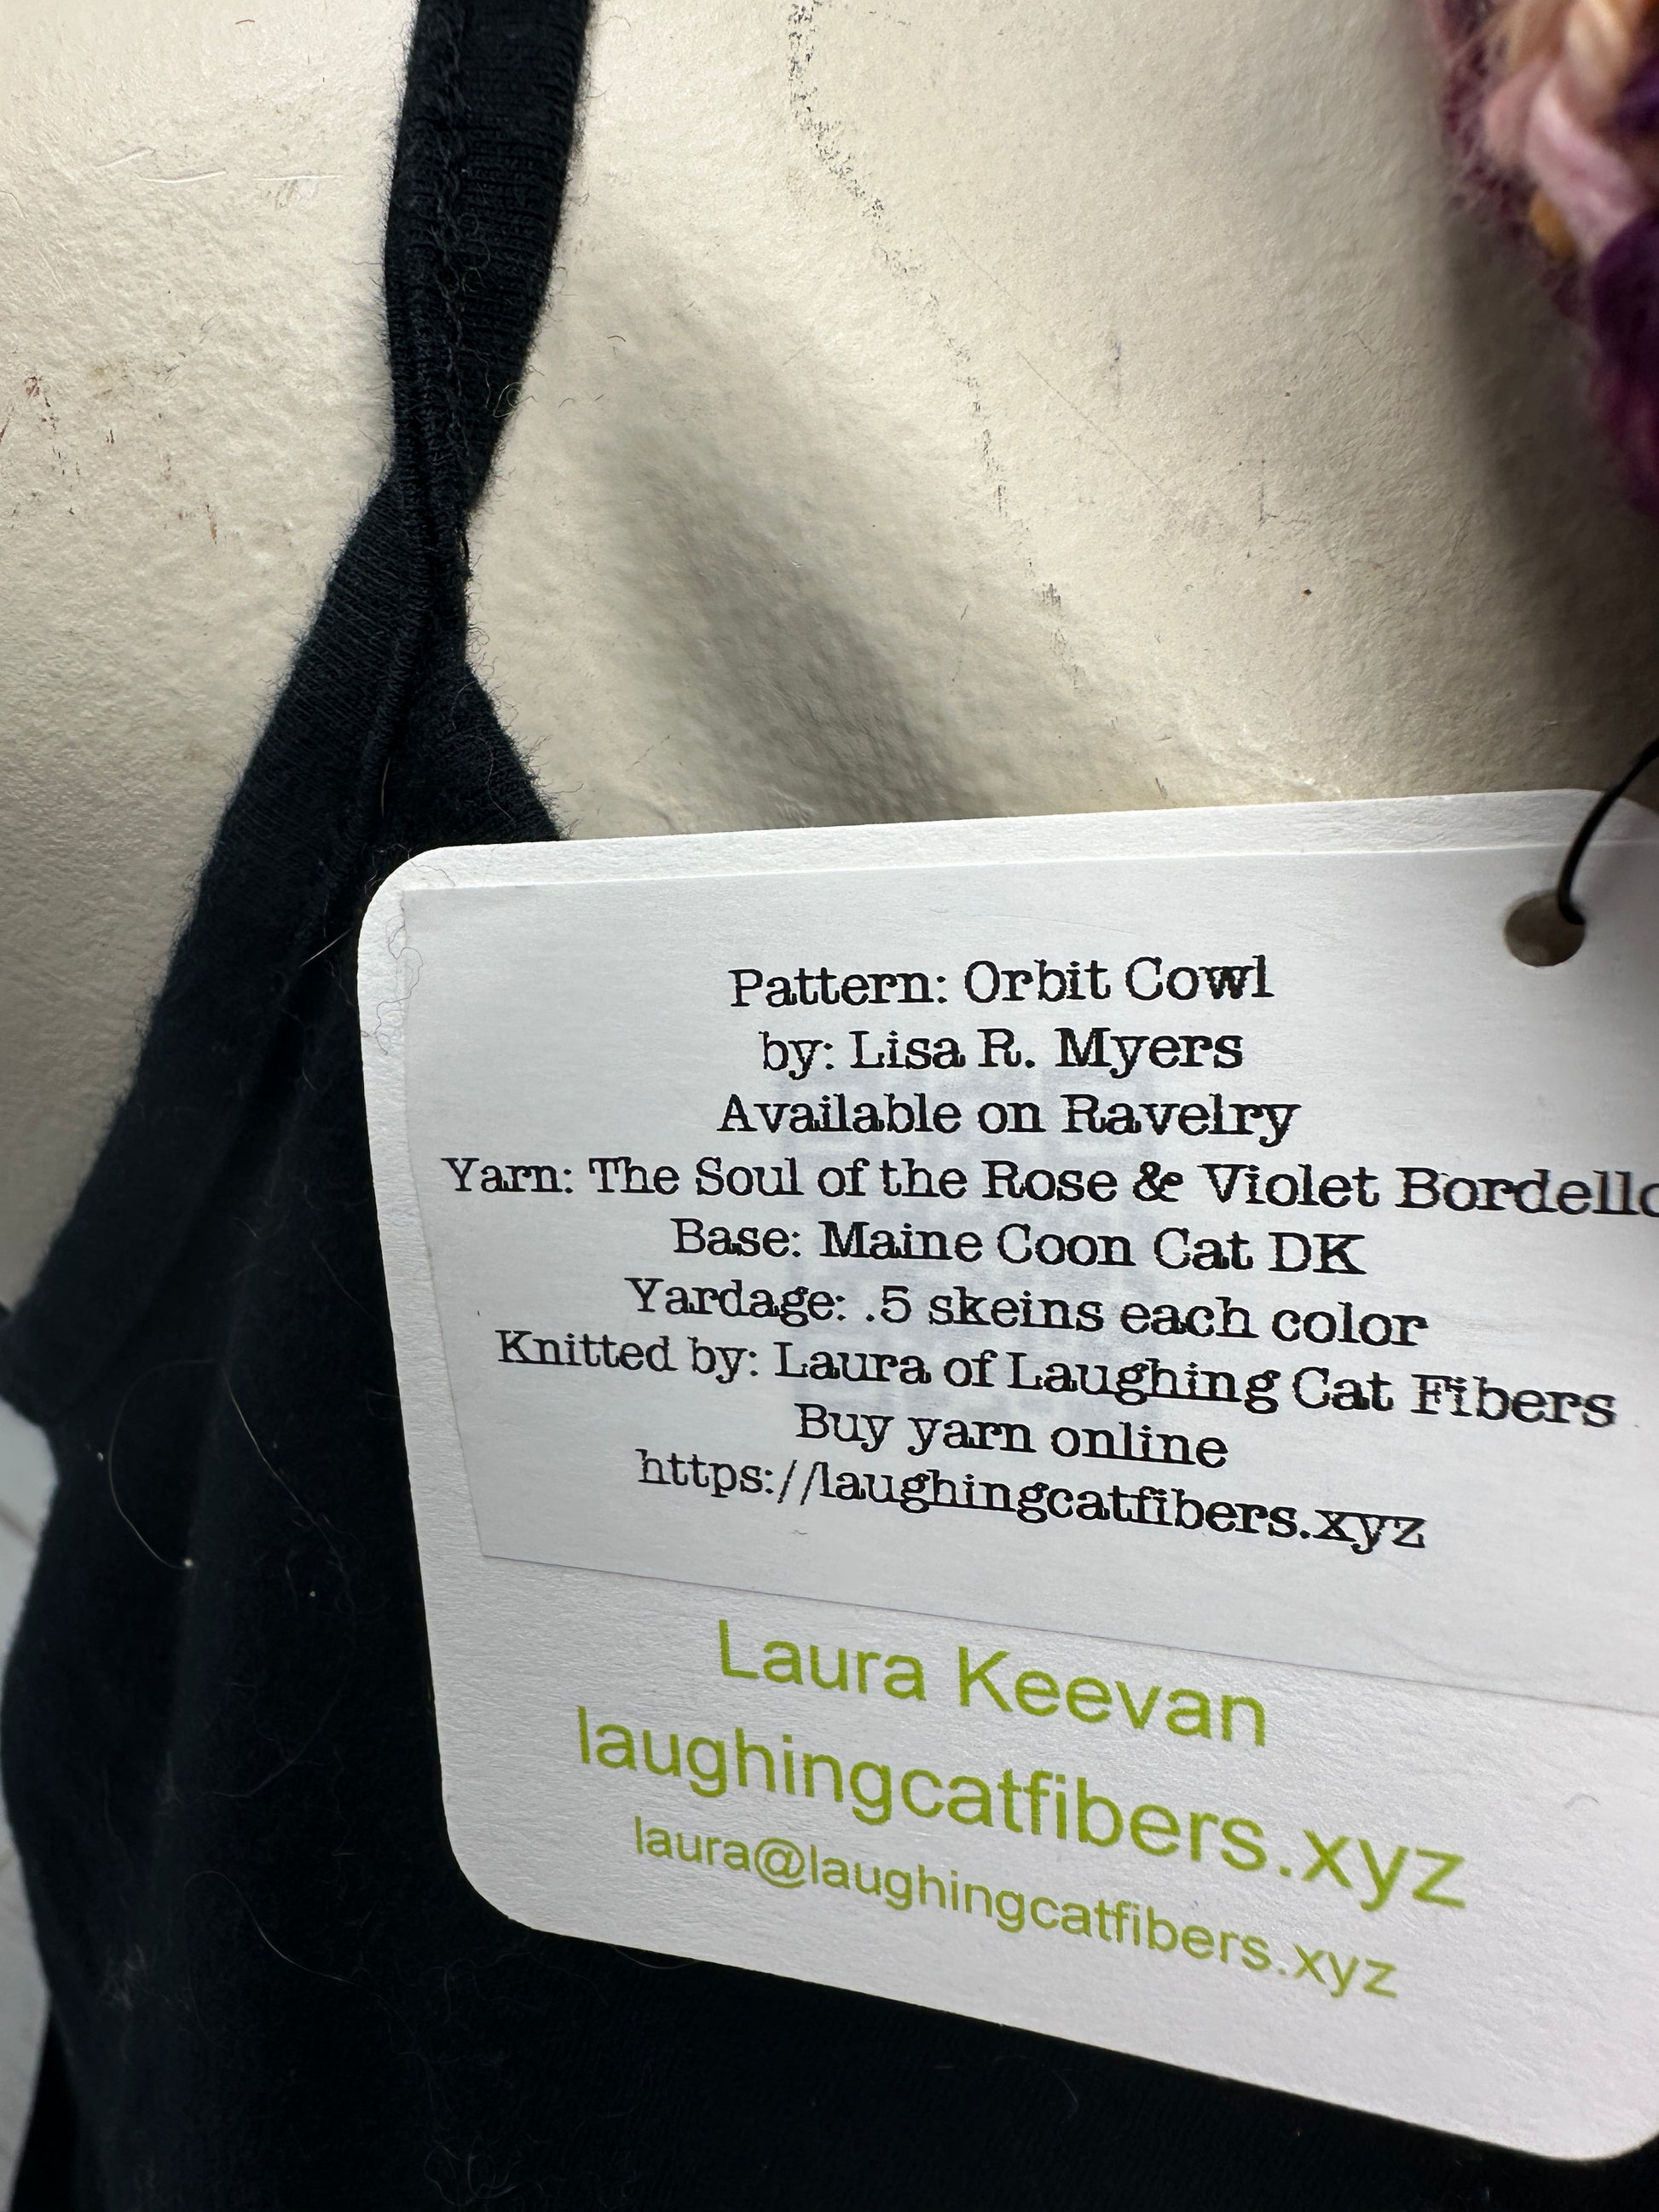 Pattern: Orbit Cowl
by: Lisa R. Myers
Available on Ravelry
Yarn: The Soul of the Rose & Violet Bordello
Base: Maine Coon Cat DK
Yardage: .5 skeins each color
Knitted by: Laura of Laughing Cat Fibers
Buy yarn online
https://laughingcatfibers.xyz
Laura Keevan
laughingcatfibers.xyz
laura@laughingcatfibers.xyz